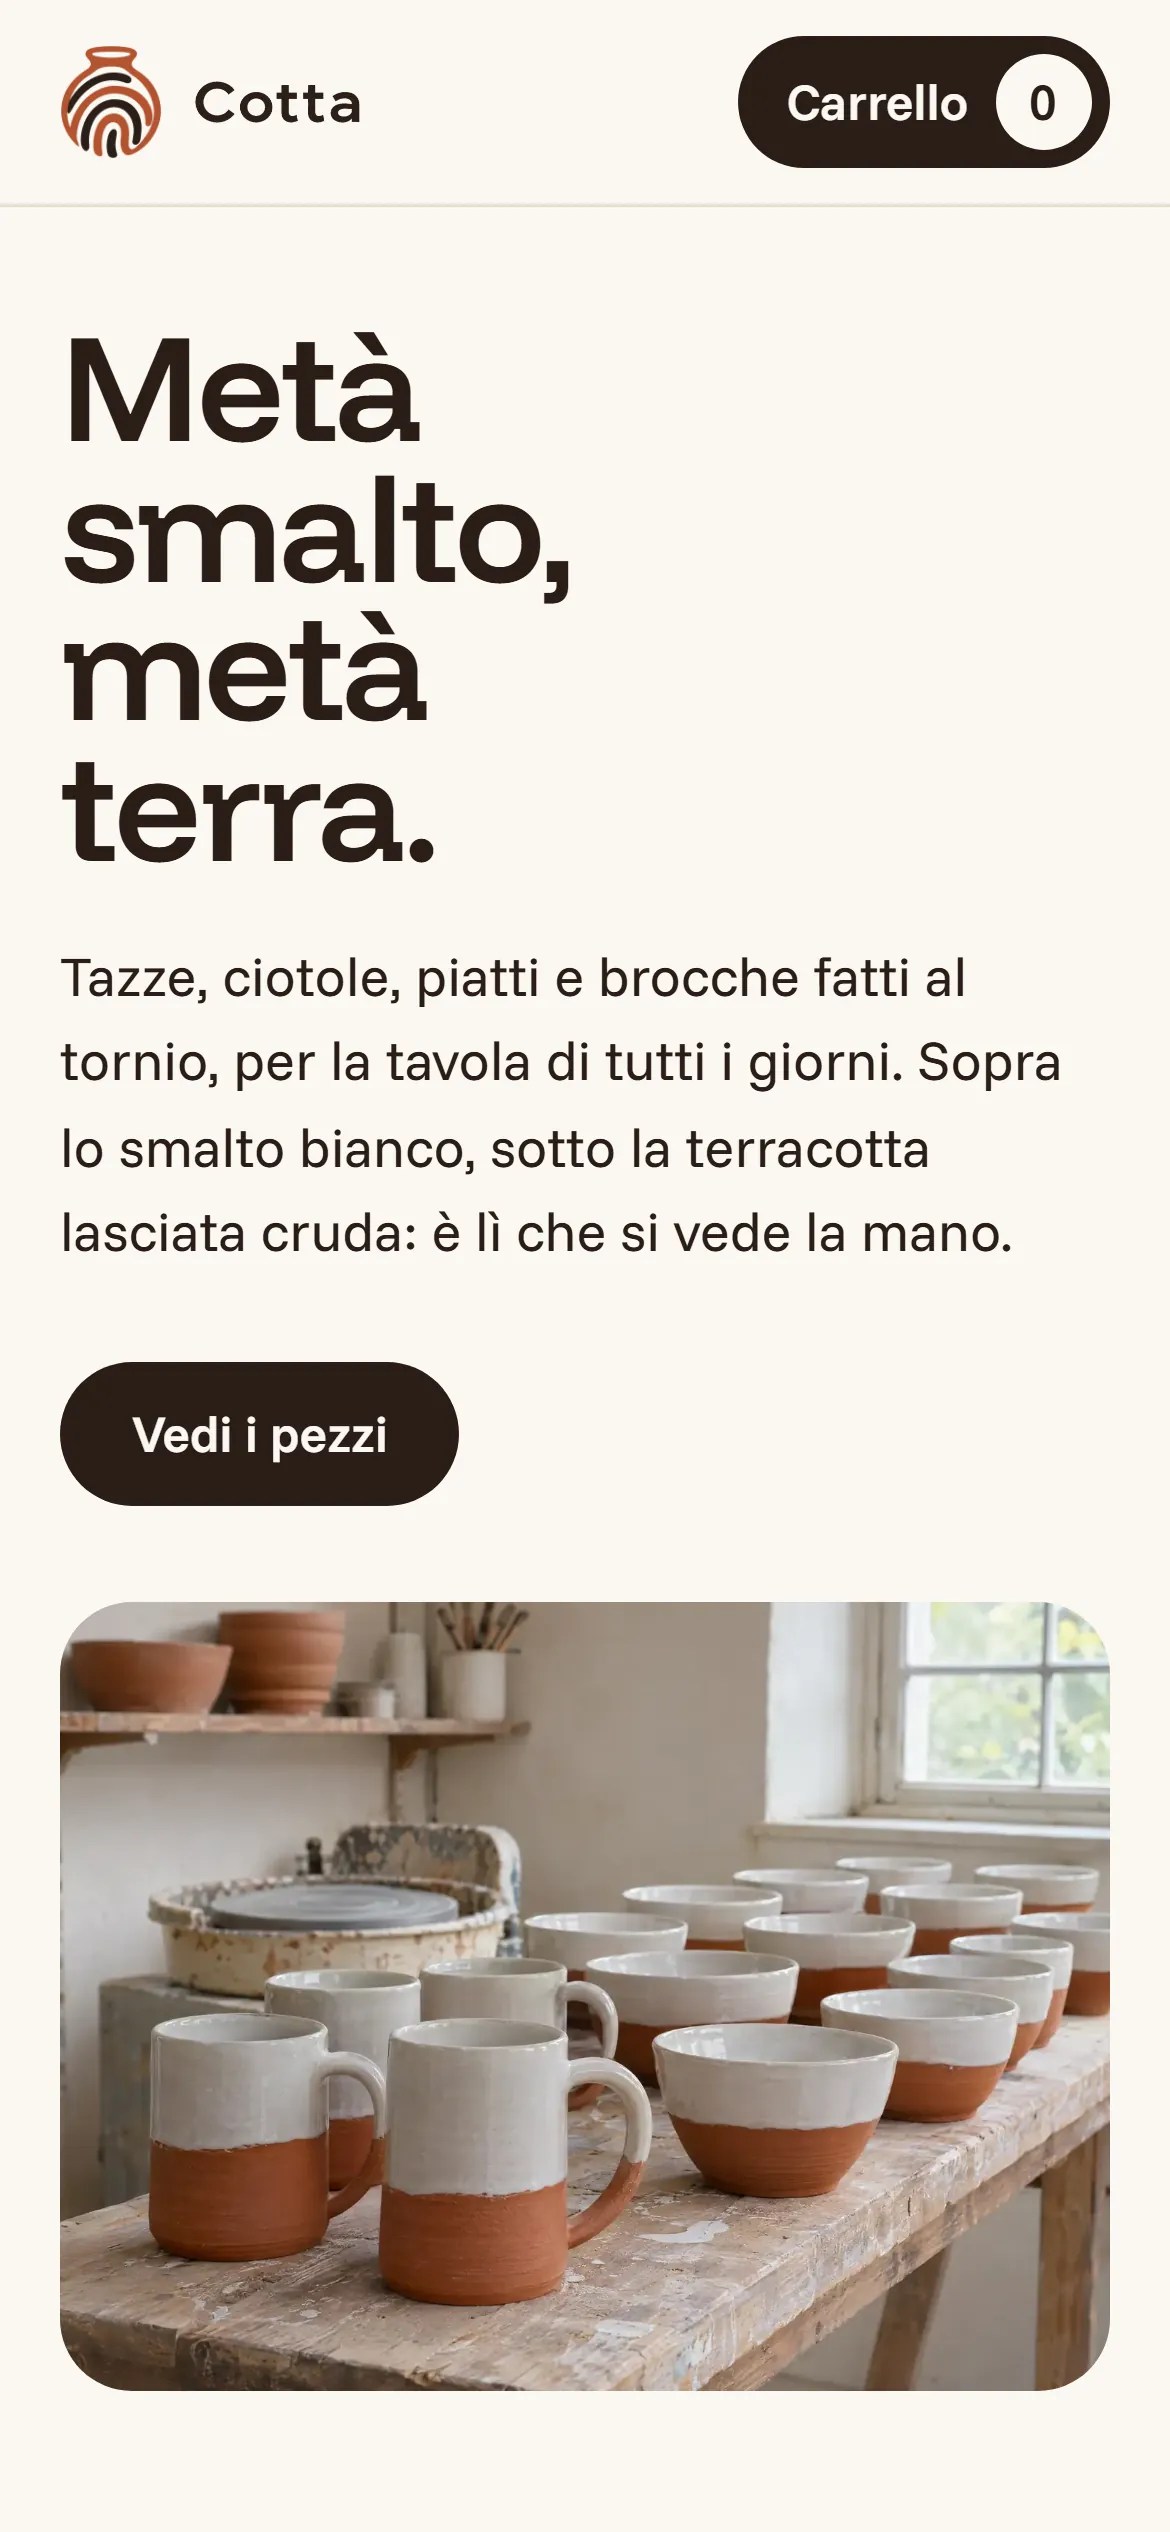 Cotta
Carrello 0
Metà
smalto,
metà
terra.
Tazze, ciotole, piatti e brocche fatti al
tornio, per la tavola di tutti i giorni. Sopra
lo smalto bianco, sotto la terracotta
lasciata cruda: è lì che si vede la mano.
Vedi i pezzi